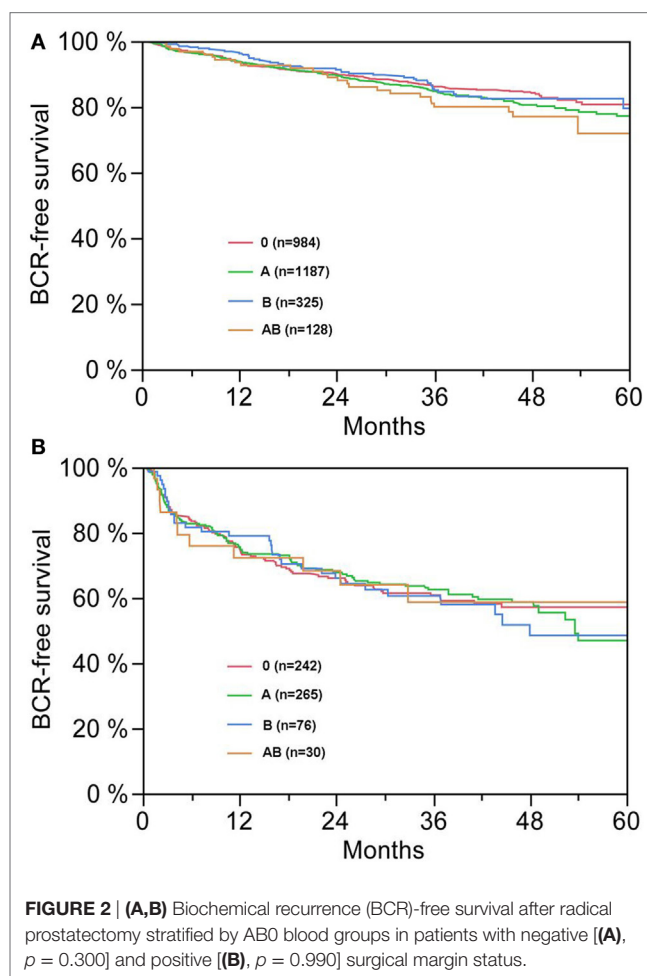 A
100 %
80 %
60 %
40 %
20 %
0 %
BCR-free survival
0 (n=984)
A (n=1187)
B (n=325)
AB (n=128)
0 12 24 36 48 60
Months
B
100 %
80 %
60 %
40 %
20 %
0 %
BCR-free survival
0 (n=242)
A (n=265)
B (n=76)
AB (n=30)
0 12 24 36 48 60
Months
FIGURE 2 | (A,B) Biochemical recurrence (BCR)-free survival after radical
prostatectomy stratified by AB0 blood groups in patients with negative [(A),
p = 0.300] and positive [(B), p = 0.990] surgical margin status.